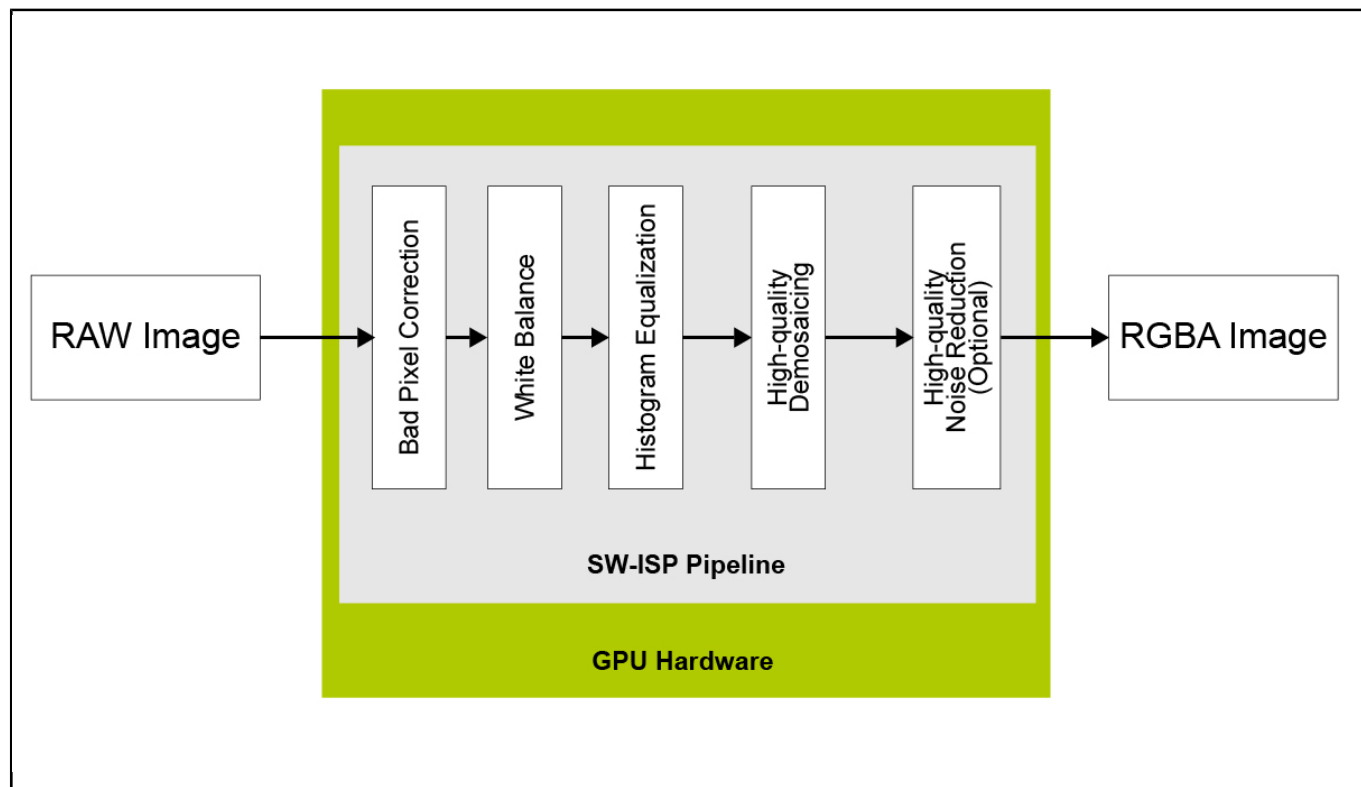 RAW Image
Bad Pixel Correction
White Balance
Histogram Equalization
High-quality
Demosaicing
High-quality
Noise Reduction
(Optional)
RGBA Image
SW-ISP Pipeline
GPU Hardware